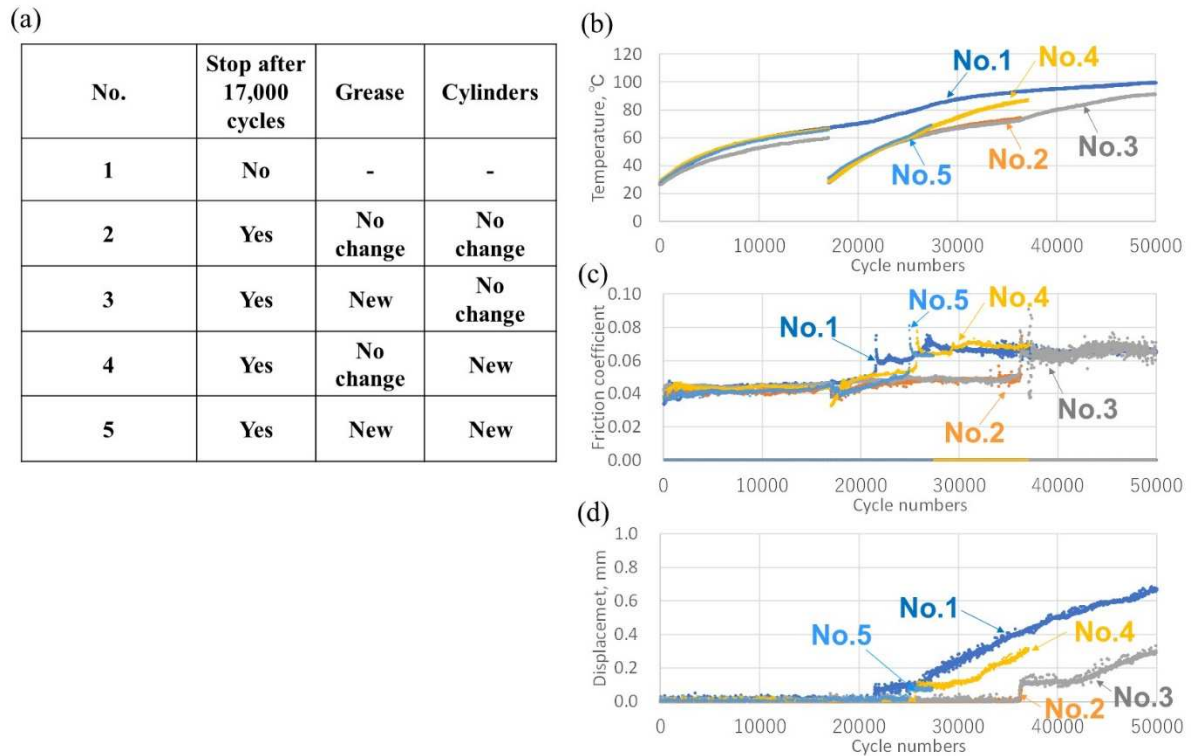 (a)
No. Stop after 17,000 cycles Grease Cylinders
1 No - -
2 Yes No change No change
3 Yes New No change
4 Yes No change New
5 Yes New New
(b)
120
100
80
60
40
20
0
Temperature, °C
No.1
No.4
No.2
No.3
No.5
0 10000 20000 30000 40000 50000
Cycle numbers
(c)
0.10
0.08
0.06
0.04
0.02
0.00
Friction coefficient
No.5
No.4
No.1
No.3
No.2
0 10000 20000 30000 40000 50000
Cycle numbers
(d)
1.0
0.8
0.6
0.4
0.2
0.0
Displacemet, mm
No.1
No.5
No.4
No.2
No.3
0 10000 20000 30000 40000 50000
Cycle numbers